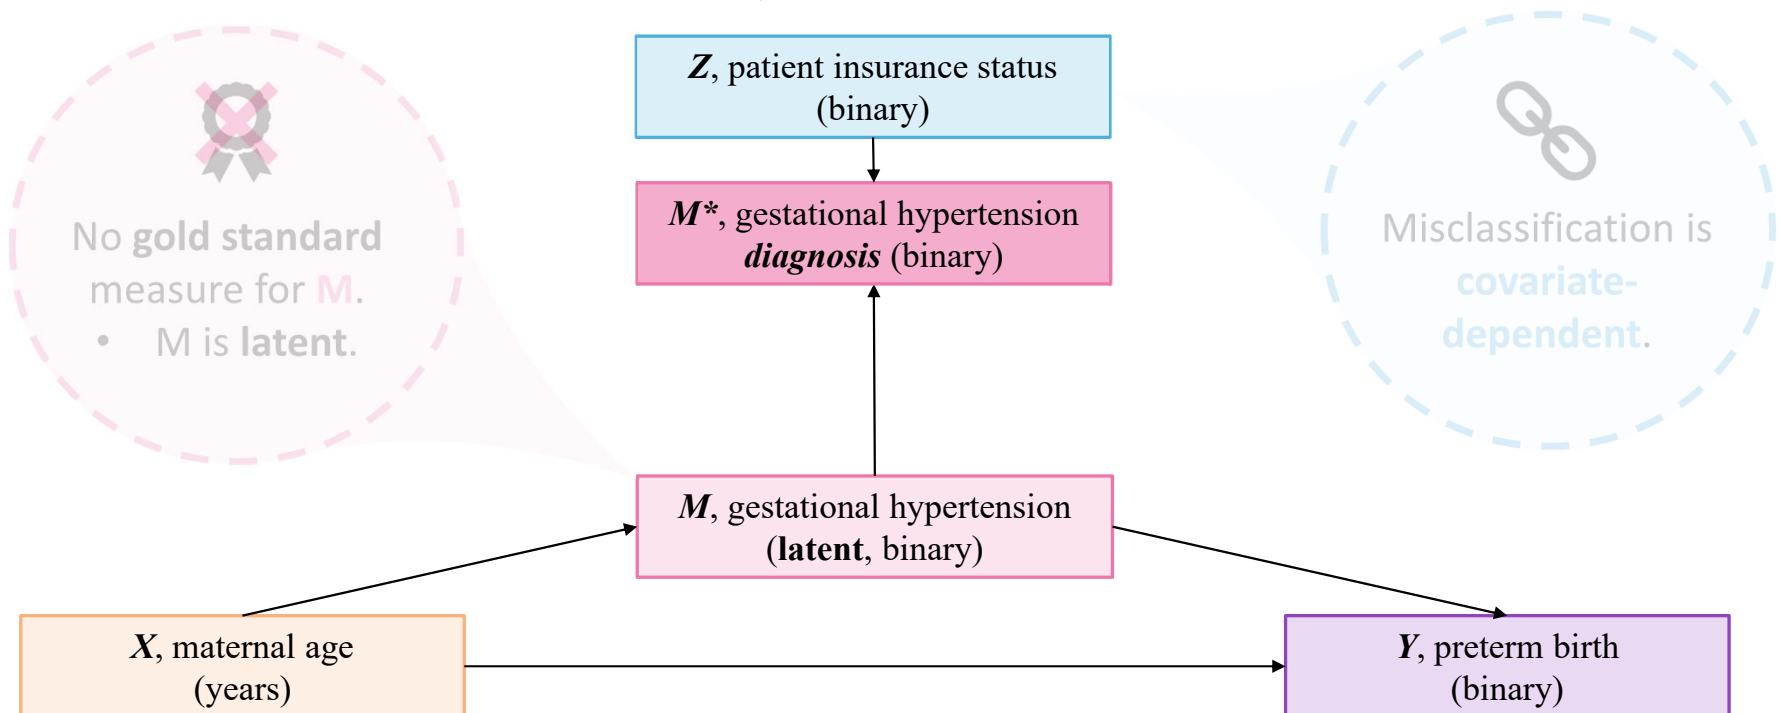 Z, patient insurance status
(binary)
M*, gestational hypertension
diagnosis (binary)
No gold standard
measure for M.
• M is latent.
Misclassification is
covariate-
dependent.
M, gestational hypertension
(latent, binary)
X, maternal age
(years)
Y, preterm birth
(binary)